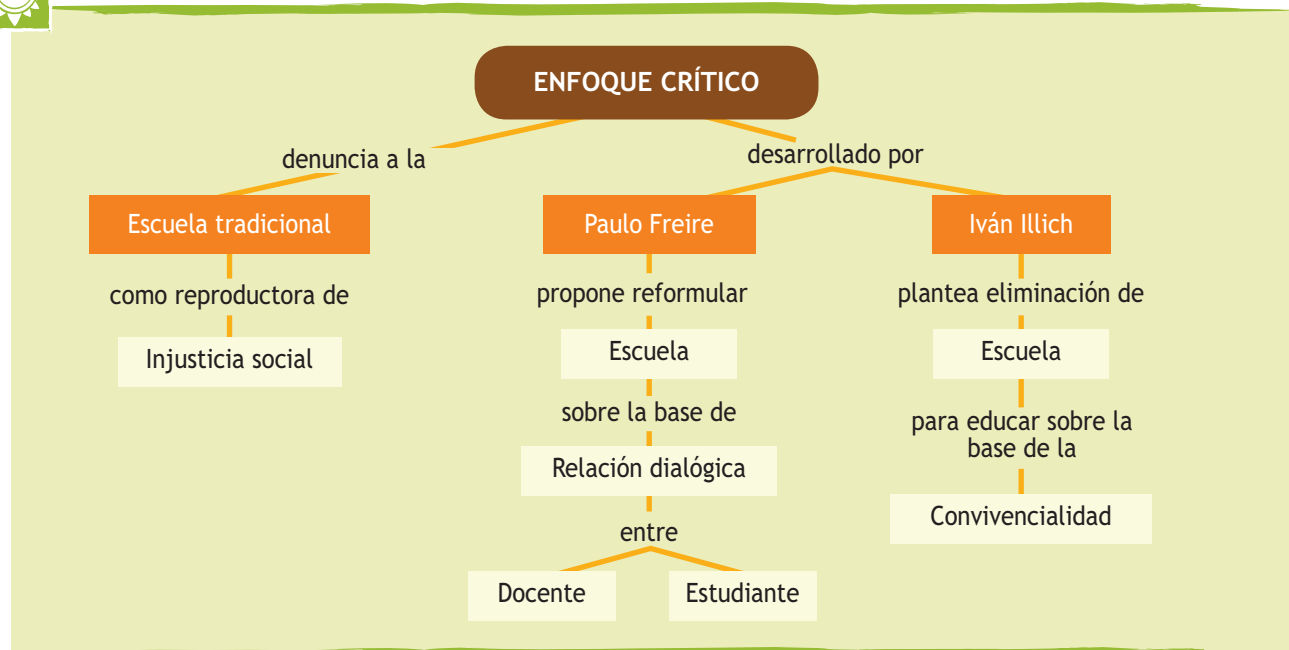 ENFOQUE CRÍTICO
denuncia a la
desarrollado por
Escuela tradicional
Paulo Freire
Iván Illich
como reproductora de
propone reformular
plantea eliminación de
Injusticia social
Escuela
Escuela
sobre la base de
para educar sobre la
base de la
Relación dialógica
Convivencialidad
entre
Docente
Estudiante